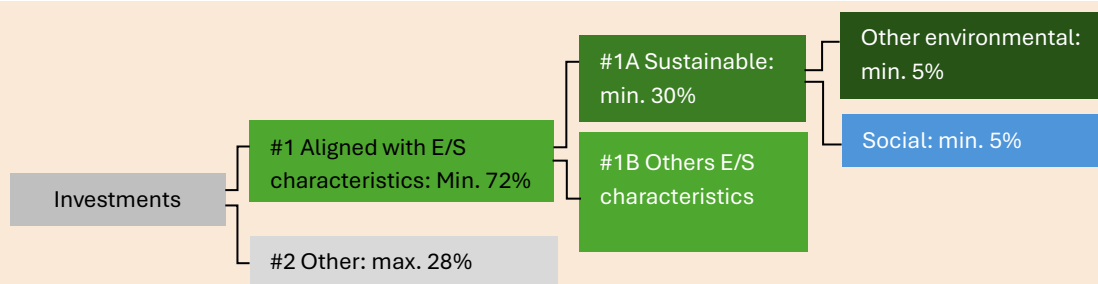 Investments
#1 Aligned with E/S
characteristics: Min. 72%
#2 Other: max. 28%
#1A Sustainable:
min. 30%
#1B Others E/S
characteristics
Other environmental:
min. 5%
Social: min. 5%